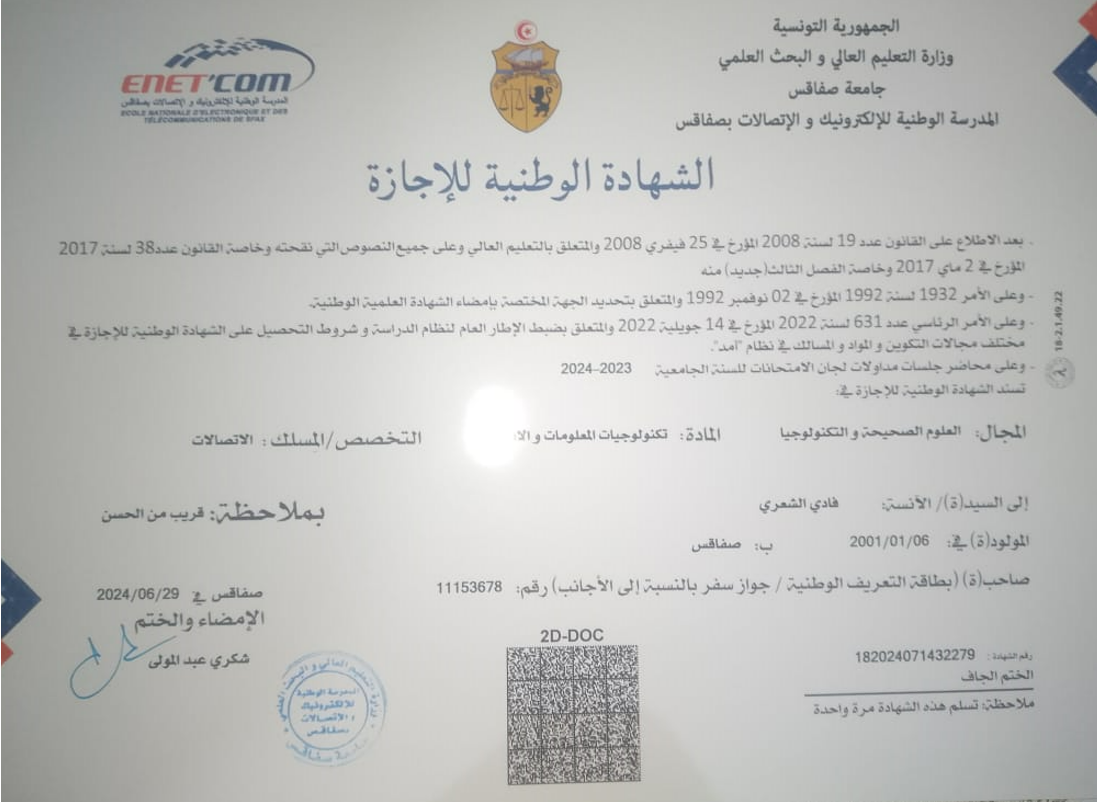 الجمهورية التونسية
وزارة التعليم العالي و البحث العلمي
جامعة صفاقس
المدرسة الوطنية للإلكترونيك و الإتصالات بصفاقس
ENET'COM
المدرسة الوطنية للإلكترونيك و الإتصالات بصفاقس
ECOLE NATIONALE D'ELECTRONIQUE ET DES
TELECOMMUNICATIONS DE SFAX
الشهادة الوطنية للإجازة
- بعد الاطلاع على القانون عدد 19 لسنة 2008 المؤرخ في 25 فيفري 2008 والمتعلق بالتعليم العالي وعلى جميع النصوص التي نقحته وخاصة القانون عدد38 لسنة 2017
المؤرخ في 2 ماي 2017 وخاصة الفصل الثالث(جديد) منه
- وعلى الأمر 1932 لسنة 1992 المؤرخ في 02 نوفمبر 1992 والمتعلق بتحديد الجهة المختصة بإمضاء الشهادة العلمية الوطنية.
- وعلى الأمر الرئاسي عدد 631 لسنة 2022 المؤرخ في 14 جويلية 2022 والمتعلق بضبط الإطار العام لنظام الدراسة و شروط التحصيل على الشهادة الوطنية للإجازة في
مختلف مجالات التكوين و المواد و المسالك في نظام "أمد".
- وعلى محاضر جلسات مداولات لجان الامتحانات للسنة الجامعية 2023-2024
تسند الشهادة الوطنية للإجازة في:
18-2.1.49.22
المجال: العلوم الصحيحة و التكنولوجيا المادة: تكنولوجيات المعلومات و التخصص/المسلك : الاتصالات
إلى السيد(ة)/ الآنسة: فادي الشعري بملاحظة: قريب من الحسن
المولود(ة) في: 2001/01/06 ب: صفاقس
صاحب(ة) (بطاقة التعريف الوطنية / جواز سفر بالنسبة إلى الأجانب) رقم: 11153678
صفاقس في 2024/06/29
الإمضاء والختم
شكري عبد المولى
وزارة التعليم العالي و البحث العلمي
المدرسة الوطنية
للإلكترونيك
و الاتصالات
بصفاقس
جامعة صفاقس
2D-DOC
رقم الشهادة : 182024071432279
الختم الجاف
ملاحظة: تسلم هذه الشهادة مرة واحدة